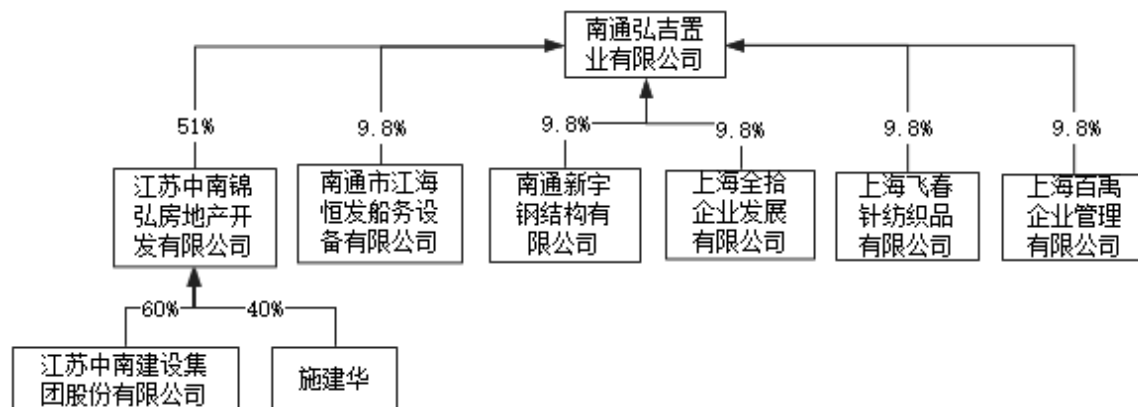 南通弘吉置
业有限公司
51%
9.8%
9.8%
9.8%
9.8%
9.8%
江苏中南锦
弘房地产开
发有限公司
南通市江海
恒发船务设
备有限公司
南通新宇
钢结构有
限公司
上海全拾
企业发展
有限公司
上海飞春
针纺织品
有限公司
上海百禹
企业管理
有限公司
60%
40%
江苏中南建设集
团股份有限公司
施建华